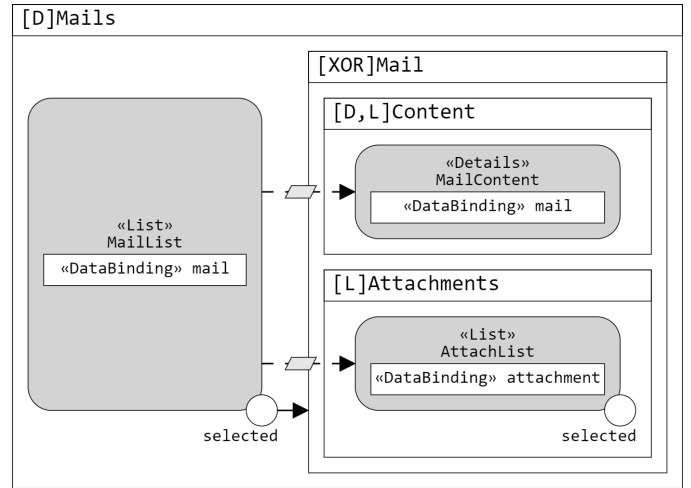 [D]Mails
[XOR]Mail
[D,L]Content
«Details»
MailContent
«DataBinding» mail
«List»
MailList
«DataBinding» mail
[L]Attachments
«List»
AttachList
«DataBinding» attachment
selected
selected